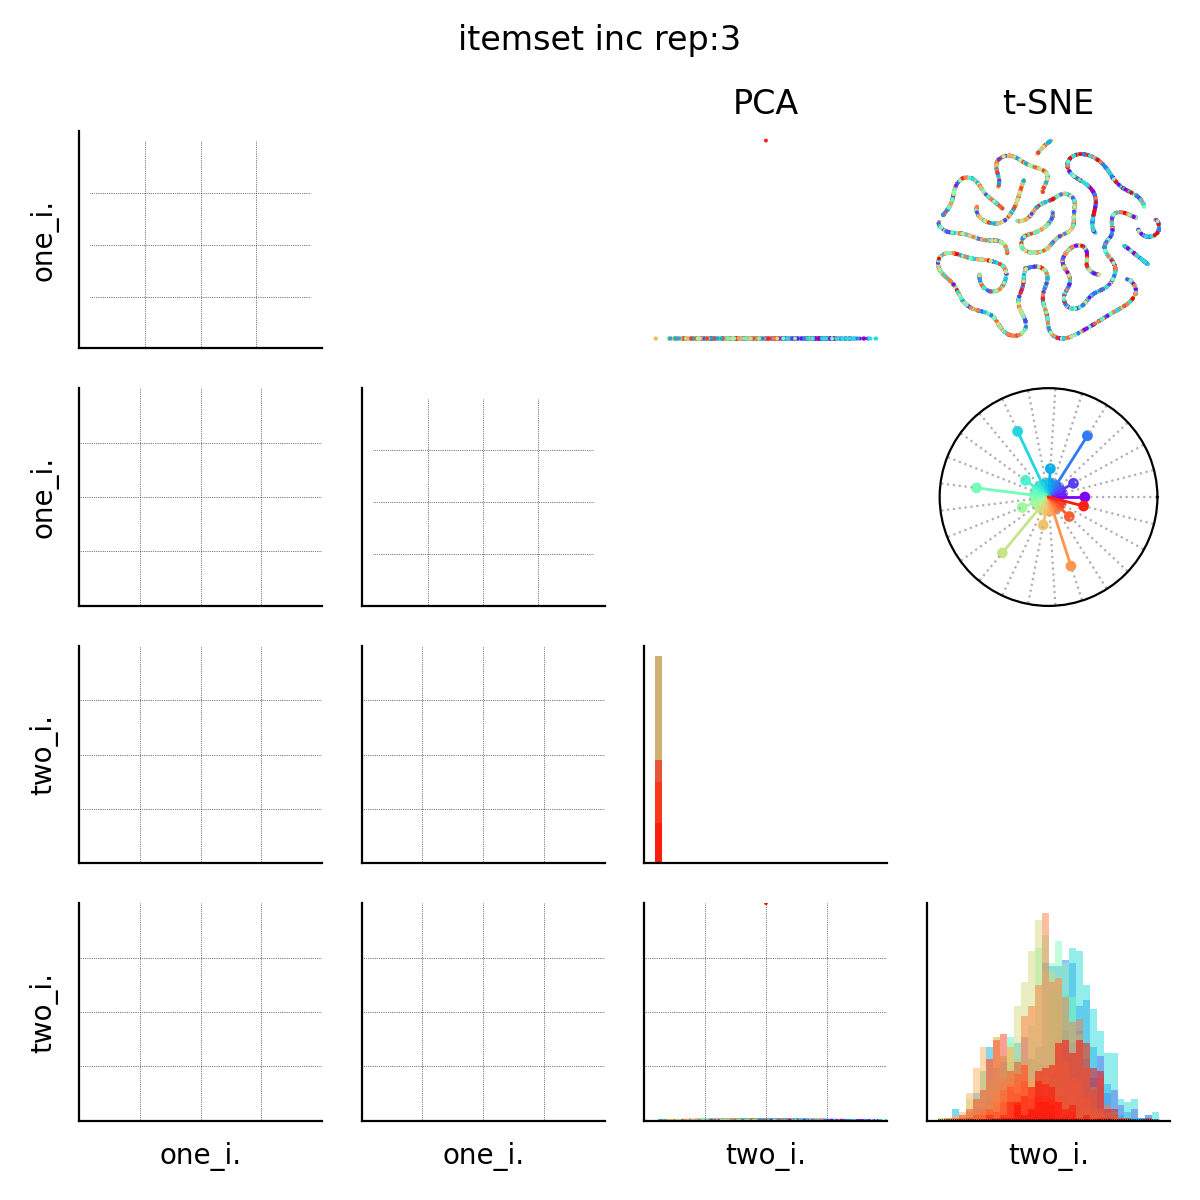 itemset inc rep:3
PCA
t-SNE
one_i.
one_i.
two_i.
two_i.
one_i.
one_i.
two_i.
two_i.